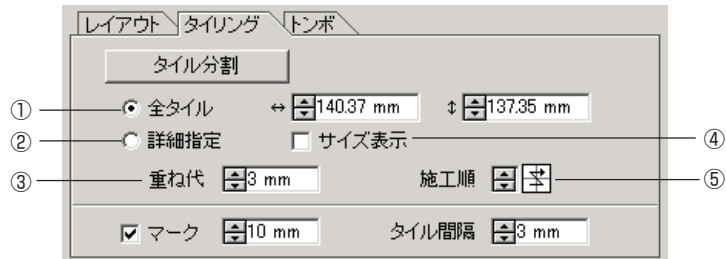 レイアウト タイリング トンボ
タイル分割
① 全タイル ↔ 140.37 mm ↕ 137.35 mm
② 詳細指定 サイズ表示 ④
③ 重ね代 3 mm 施工順 ⑤
マーク 10 mm タイル間隔 3 mm